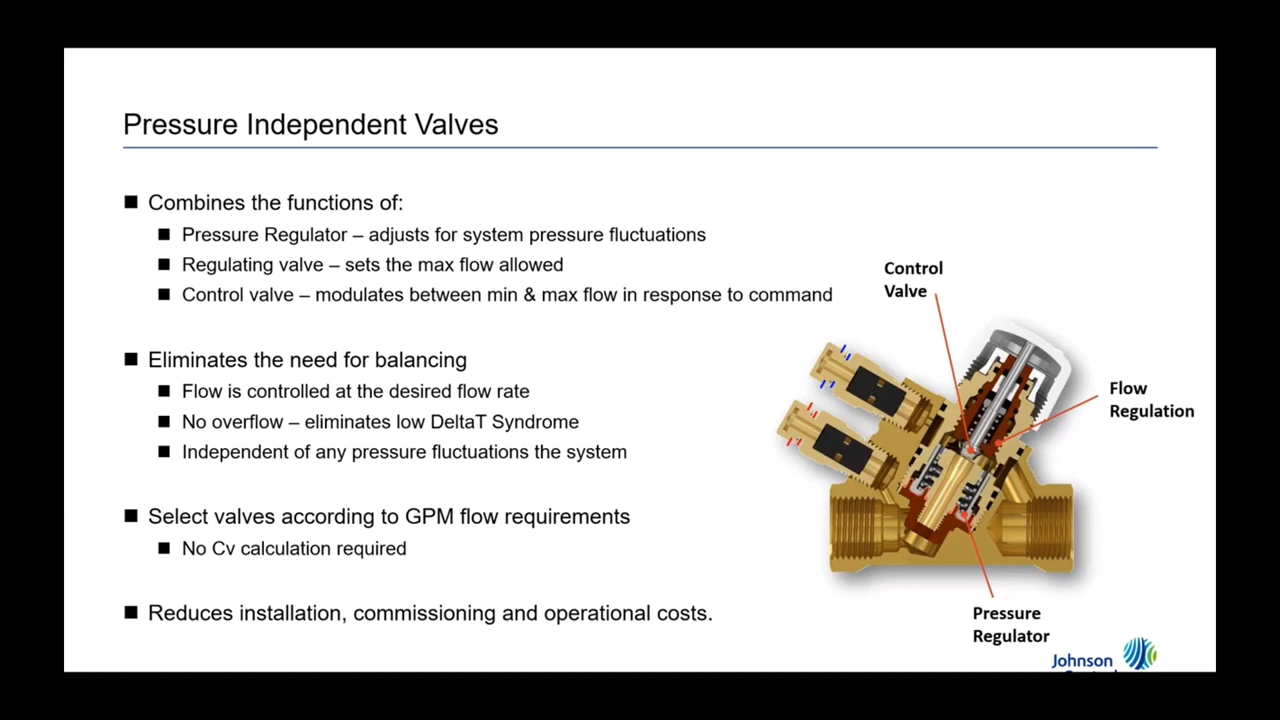 Pressure Independent Valves
Combines the functions of:
Pressure Regulator – adjusts for system pressure fluctuations
Regulating valve – sets the max flow allowed
Control valve – modulates between min & max flow in response to command
Eliminates the need for balancing
Flow is controlled at the desired flow rate
No overflow – eliminates low DeltaT Syndrome
Independent of any pressure fluctuations the system
Select valves according to GPM flow requirements
No Cv calculation required
Reduces installation, commissioning and operational costs.
Control
Valve
Flow
Regulation
Pressure
Regulator
Johnson